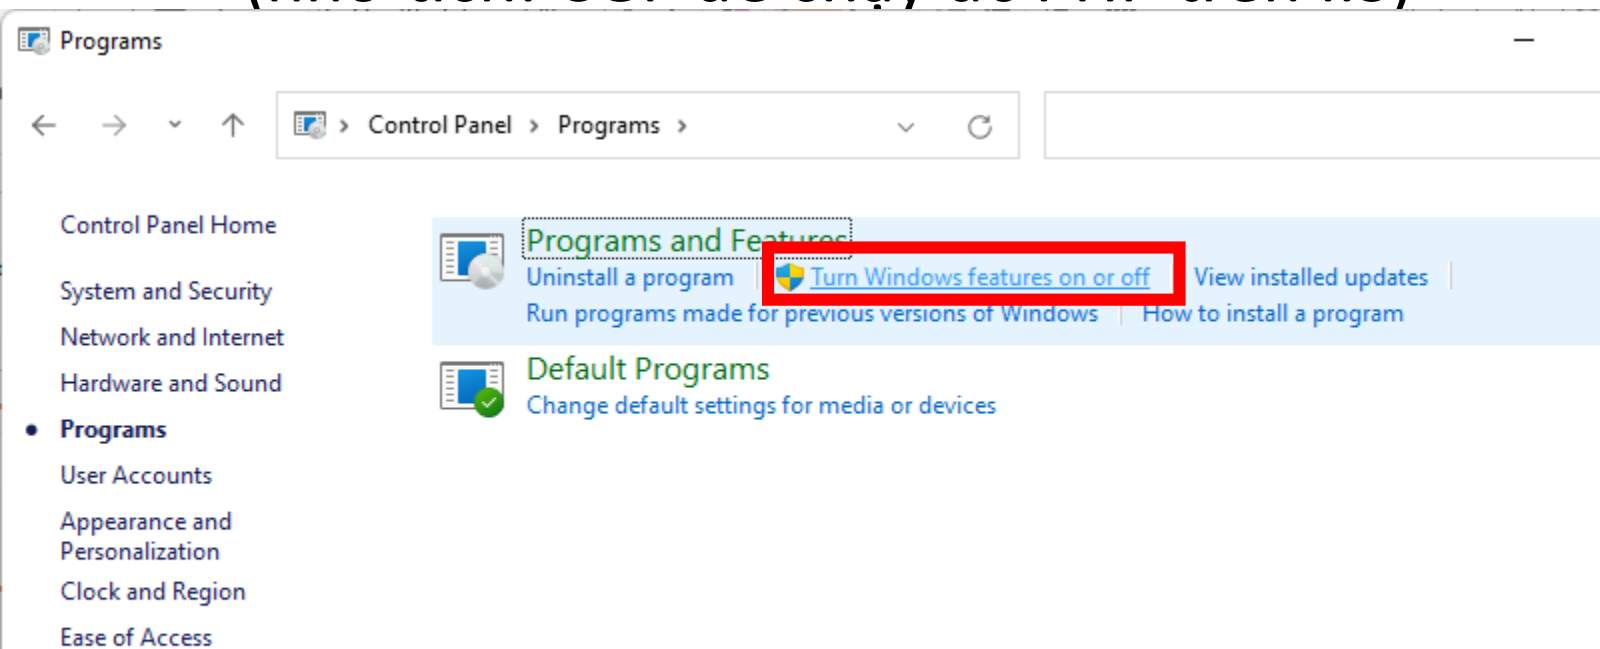 Programs
Control Panel Programs
Control Panel Home
System and Security
Network and Internet
Hardware and Sound
Programs
User Accounts
Appearance and
Personalization
Clock and Region
Ease of Access
Programs and Features
Uninstall a program Turn Windows features on or off View installed updates
Run programs made for previous versions of Windows How to install a program
Default Programs
Change default settings for media or devices